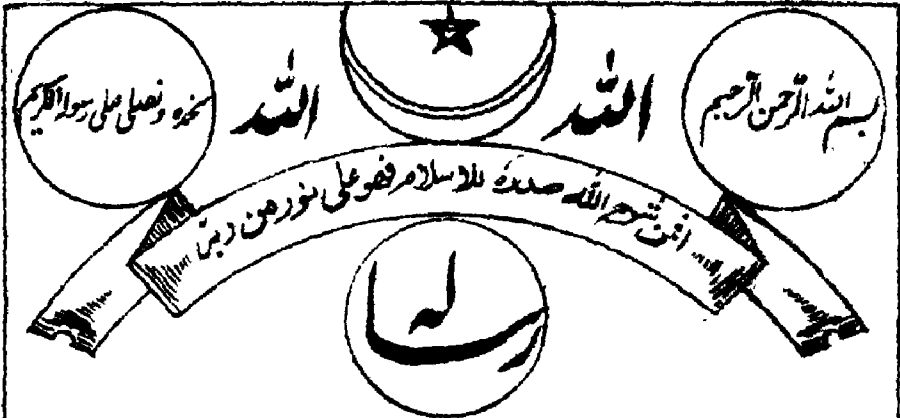 بسم اللہ الرحمن الرحیم
اللہ
اللہ
نحمدہ ونصلی علی رسولہ الکریم
افمن شرح اللہ صدرہ للاسلام فھو علی نور من ربہ
رسالہ